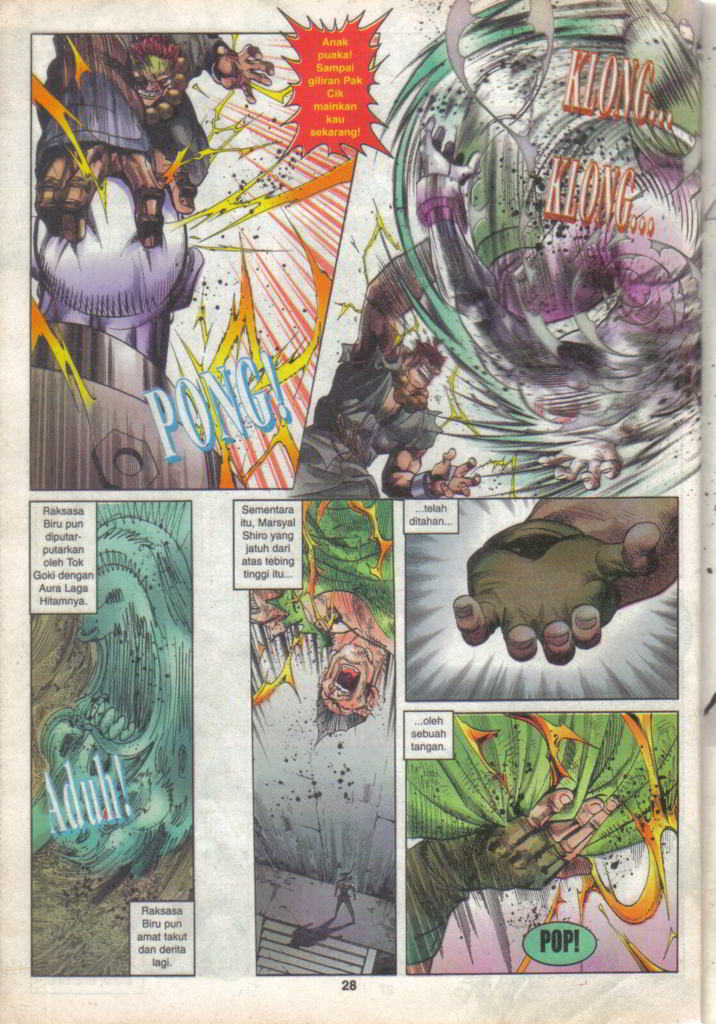 Anak
puaka!
Sampai
giliran Pak
Cik
mainkan
kau
sekarang!
KLONG...
KLONG...
PONG!
Raksasa
Biru pun
diputar-
putarkan
oleh Tok
Goki dengan
Aura Laga
Hitamnya.
Aduh!
Raksasa
Biru pun
amat takut
dan derita
lagi.
Sementara
itu, Marsyal
Shiro yang
jatuh dari
atas tebing
tinggi itu...
...telah
ditahan...
...oleh
sebuah
tangan.
POP!
28